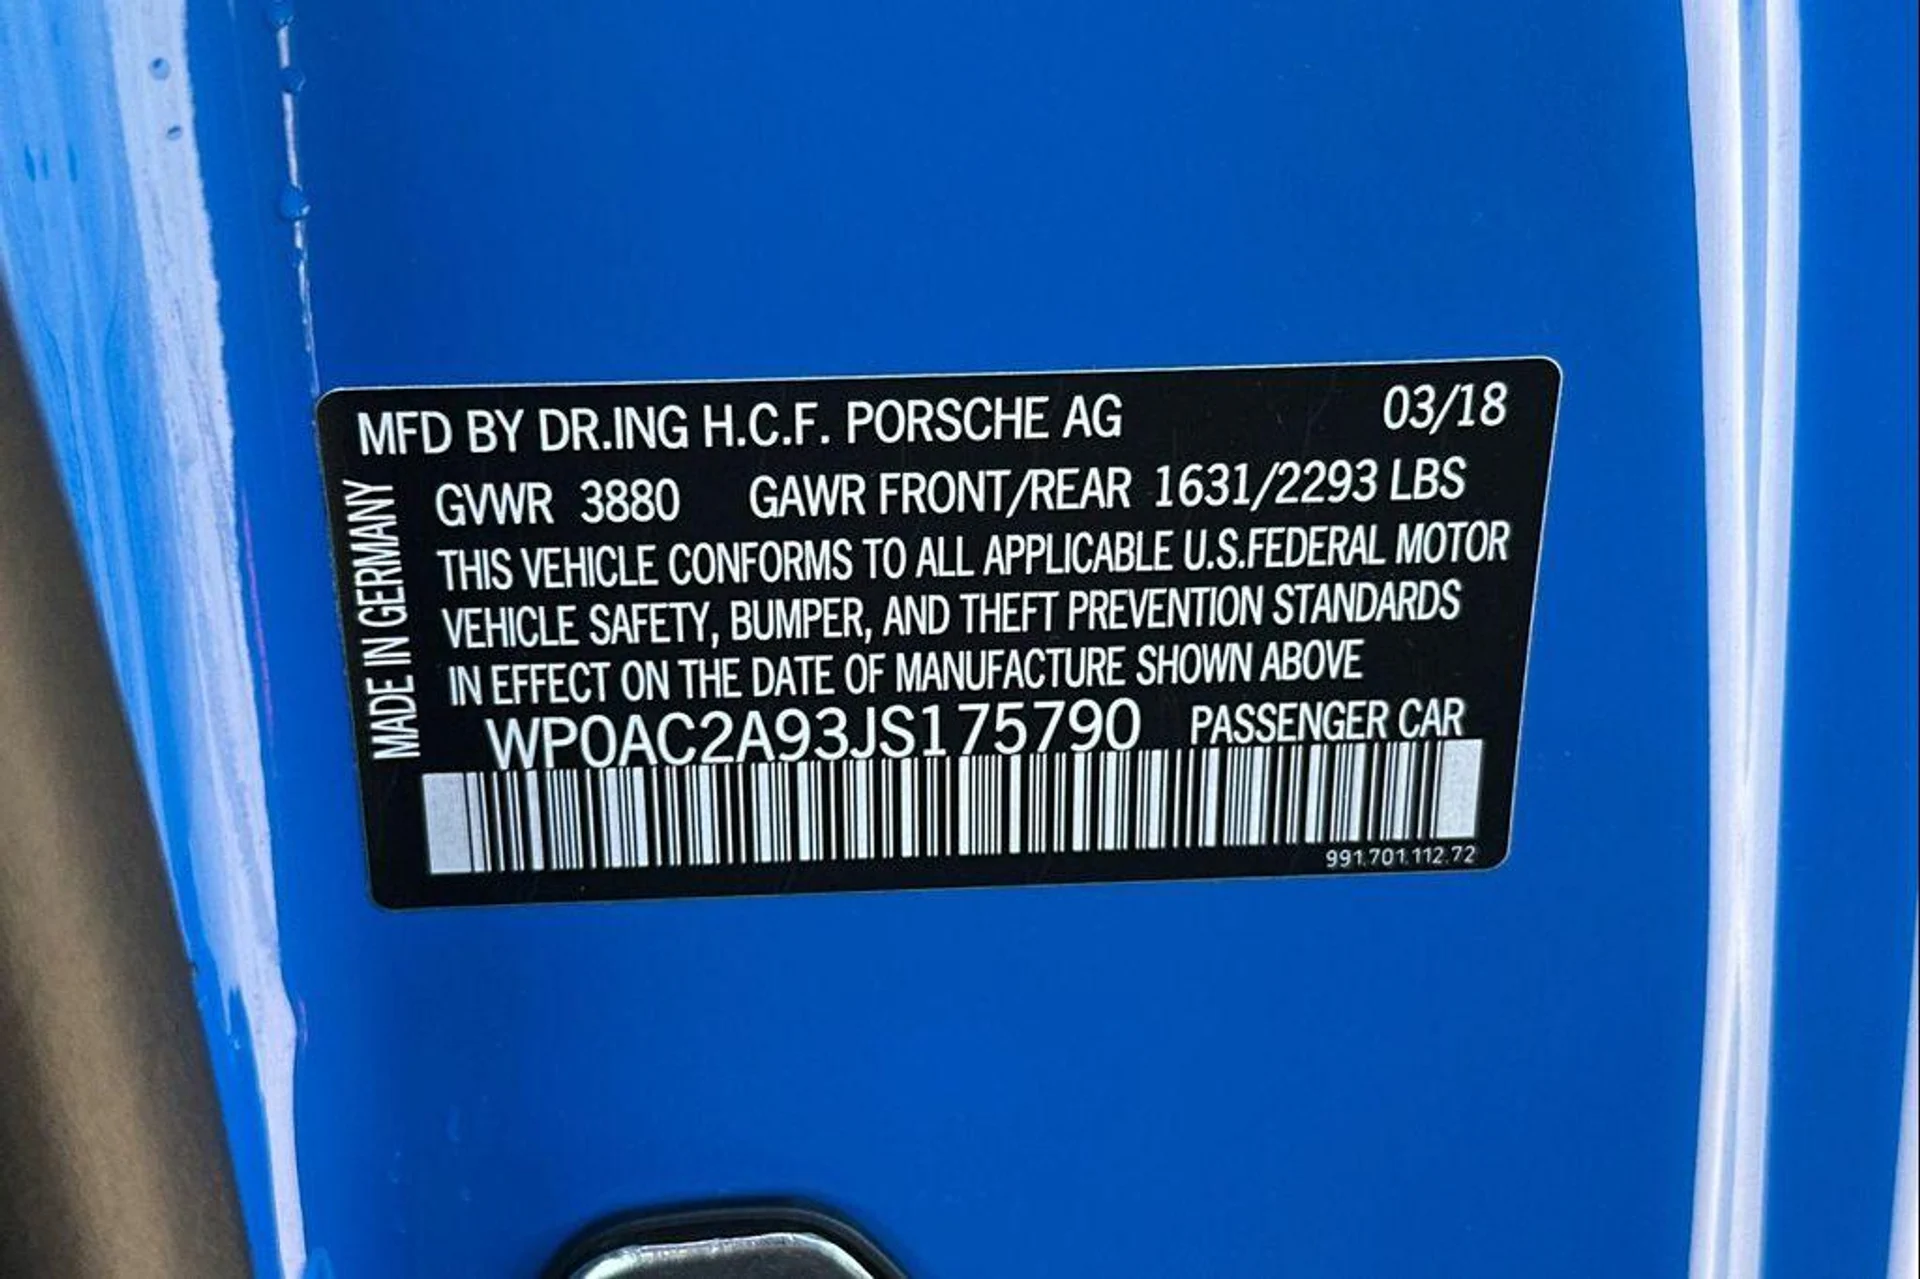 MFD BY DR.ING H.C.F. PORSCHE AG 03/18
MADE IN GERMANY
GVWR 3880 GAWR FRONT/REAR 1631/2293 LBS
THIS VEHICLE CONFORMS TO ALL APPLICABLE U.S.FEDERAL MOTOR
VEHICLE SAFETY, BUMPER, AND THEFT PREVENTION STANDARDS
IN EFFECT ON THE DATE OF MANUFACTURE SHOWN ABOVE
WP0AC2A93JS175790 PASSENGER CAR
991.701.112.72